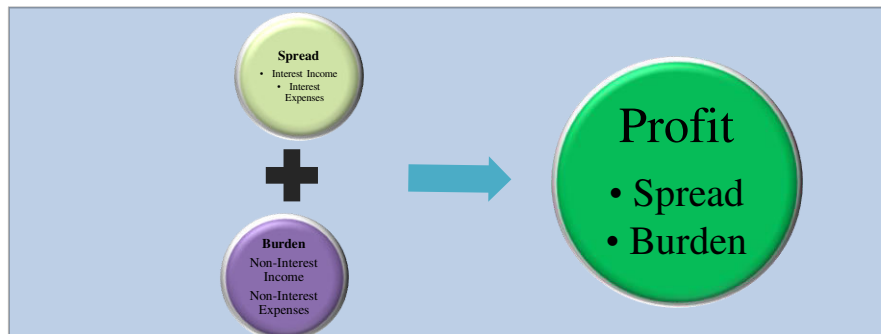 Spread
• Interest Income
• Interest
Expenses
Burden
Non-Interest
Income
Non-Interest
Expenses
Profit
• Spread
• Burden